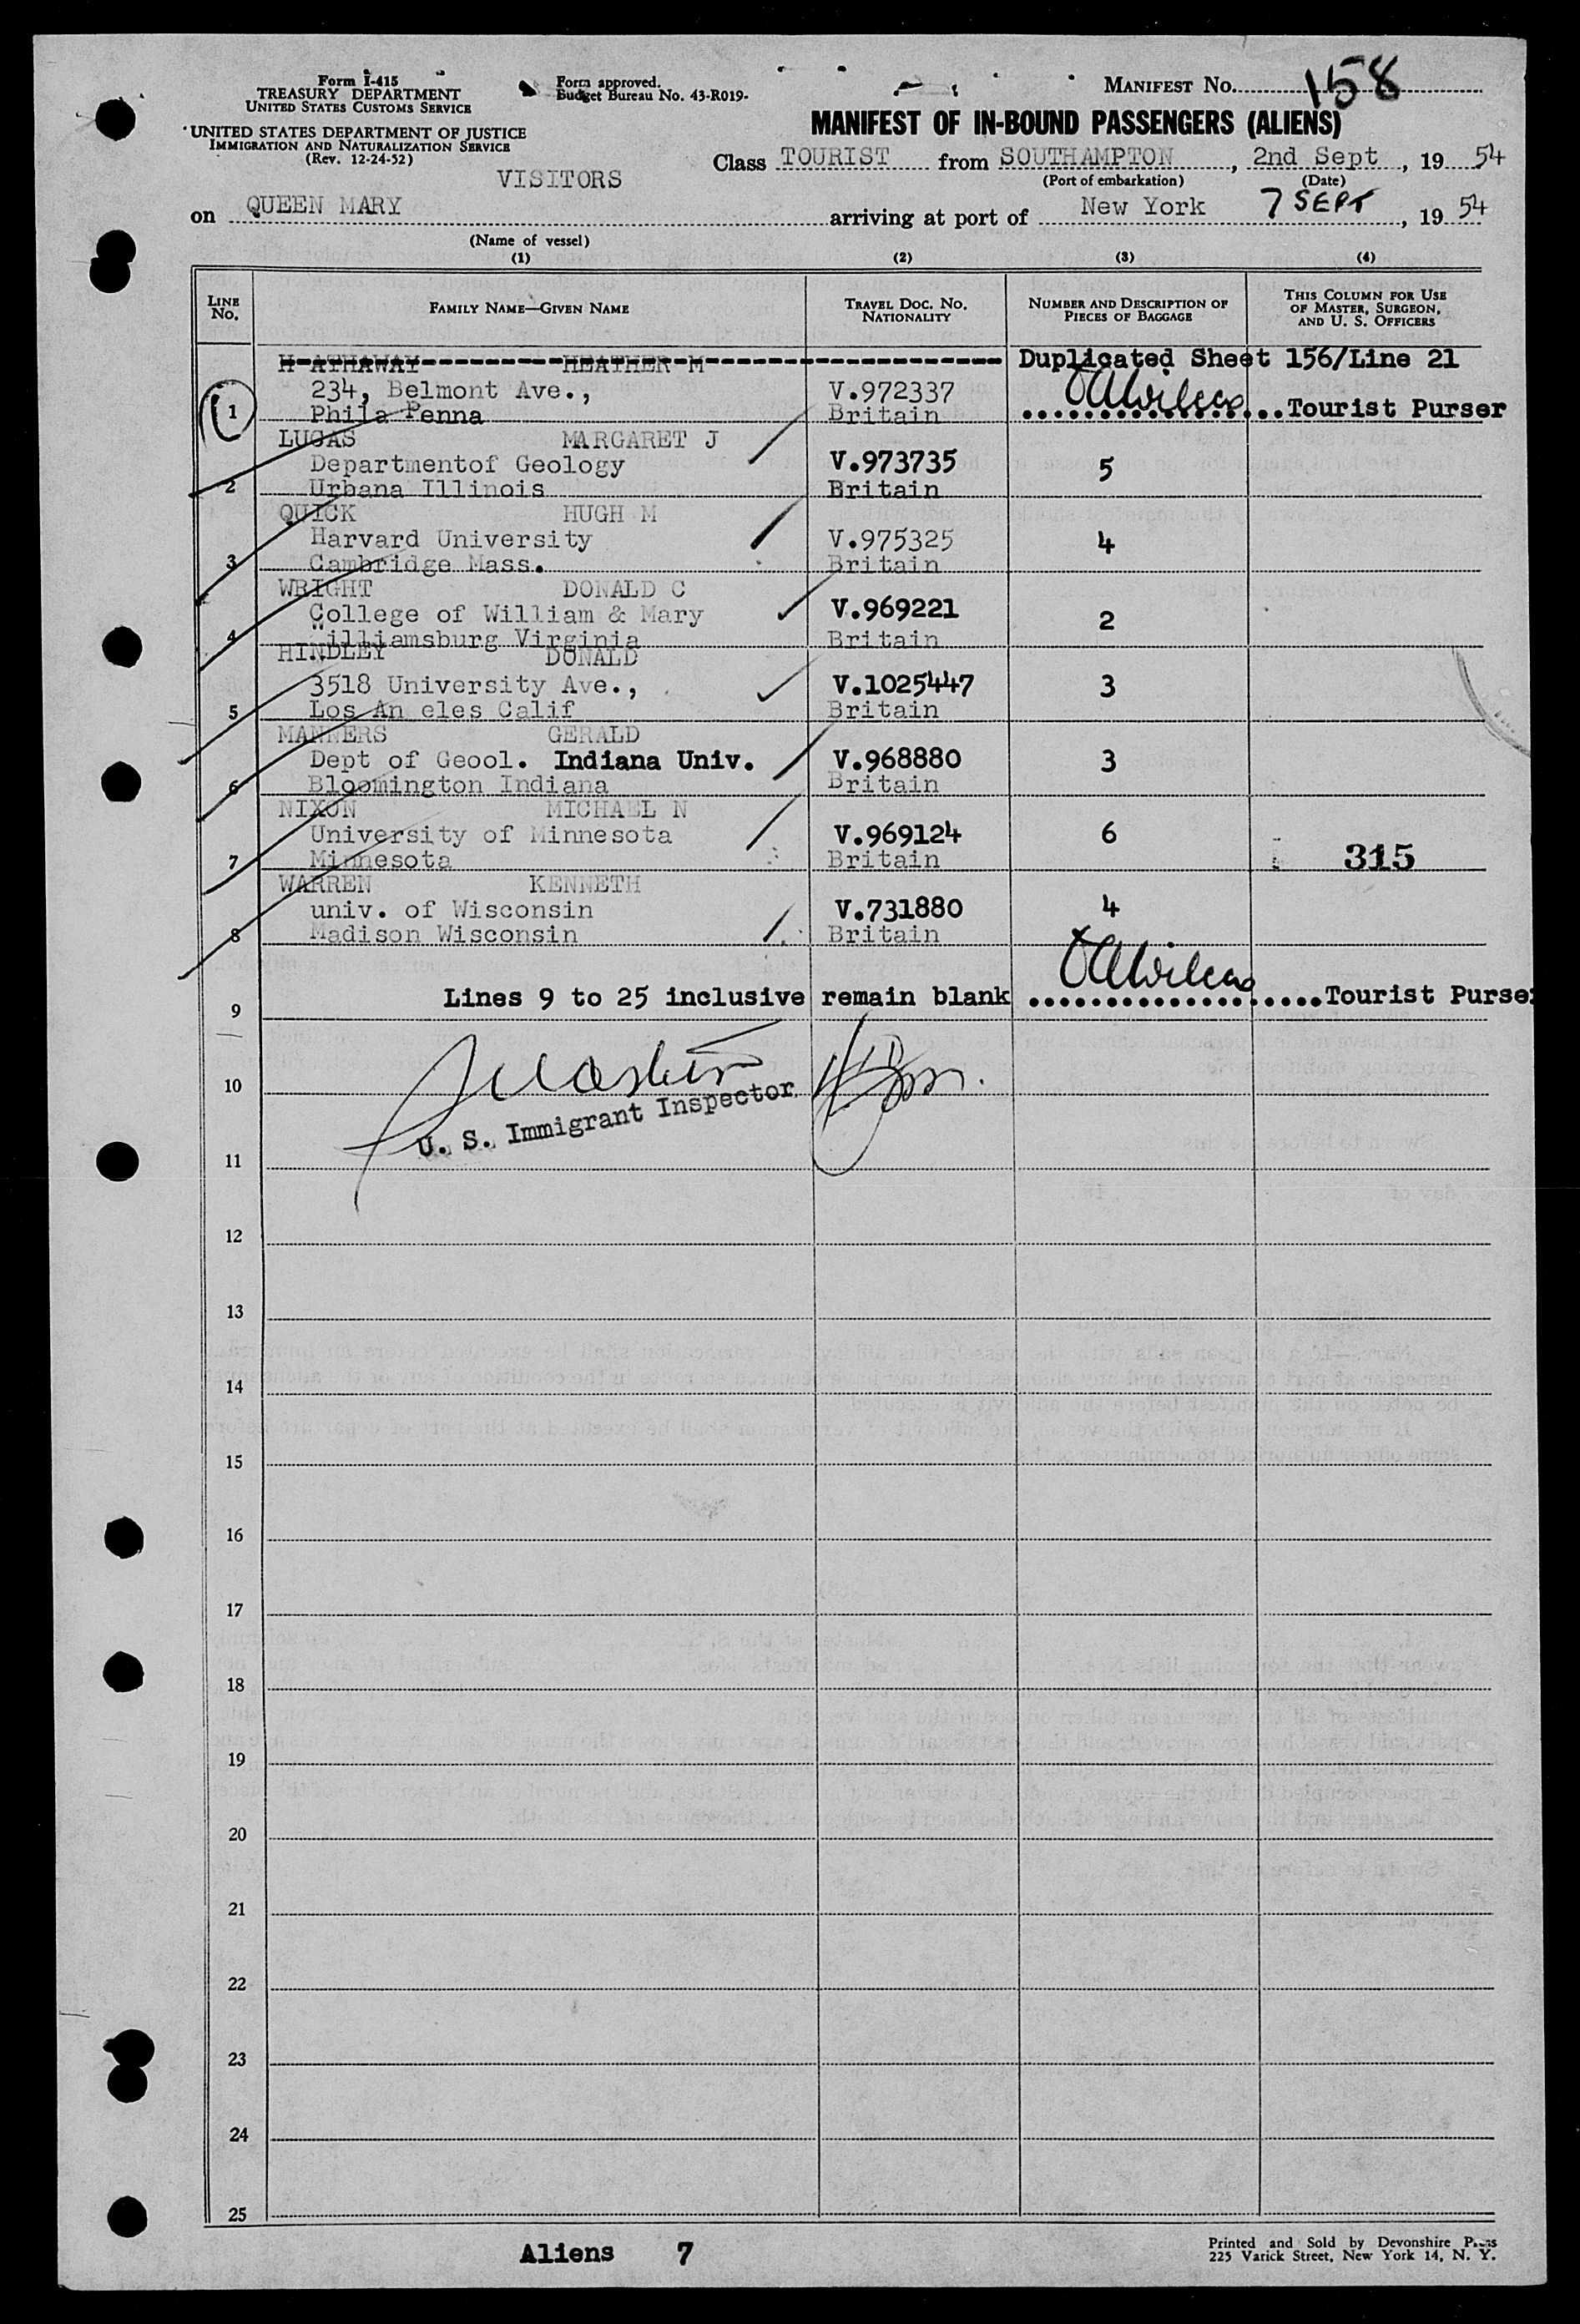 Form I-415
TREASURY DEPARTMENT
UNITED STATES CUSTOMS SERVICE
UNITED STATES DEPARTMENT OF JUSTICE
IMMIGRATION AND NATURALIZATION SERVICE
(Rev. 12-24-52)
Form approved.
Budget Bureau No. 43-R019-
MANIFEST NO. 158
MANIFEST OF IN-BOUND PASSENGERS (ALIENS)
Class TOURIST from SOUTHAMPTON, 2nd Sept, 19 54
(Port of embarkation) (Date)
VISITORS
on QUEEN MARY arriving at port of New York 7 SEPT, 19 54
(Name of vessel)
(1) (2) (3) (4)
LINE NO.
FAMILY NAME—GIVEN NAME
TRAVEL DOC. NO. NATIONALITY
NUMBER AND DESCRIPTION OF PIECES OF BAGGAGE
THIS COLUMN FOR USE OF MASTER, SURGEON, AND U. S. OFFICERS
H ATHAWAY HEATHER M Duplicated Sheet 156/Line 21
234, Belmont Ave., V.972337
1 Phila Penna Britain Tourist Purser
LUCAS MARGARET J
Departmentof Geology V.973735 5
2 Urbana Illinois Britain
QUICK HUGH M
Harvard University V.975325 4
3 Cambridge Mass. Britain
WRIGHT DONALD C
College of William & Mary V.969221 2
4 Williamsburg Virginia Britain
HINDLEY DONALD
3518 University Ave., V.1025447 3
5 Los An eles Calif Britain
MANNERS GERALD
Dept of Geool. Indiana Univ. V.968880 3
6 Bloomington Indiana Britain
NIXON MICHAEL N
University of Minnesota V.969124 6
7 Minnesota Britain 315
WARREN KENNETH
univ. of Wisconsin V.731880 4
8 Madison Wisconsin Britain
Lines 9 to 25 inclusive remain blank Tourist Purser
9
10
U. S. Immigrant Inspector
11
12
13
14
15
16
17
18
19
20
21
22
23
24
25
Aliens 7
Printed and Sold by Devonshire Press
225 Varick Street, New York 14, N. Y.